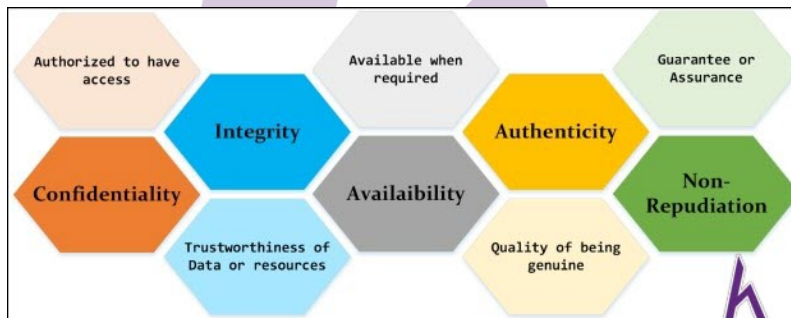 Authorized to have
access
Integrity
Available when
required
Authenticity
Guarantee or
Assurance
Confidentiality
Trustworthiness of
Data or resources
Availaibility
Quality of being
genuine
Non-
Repudiation